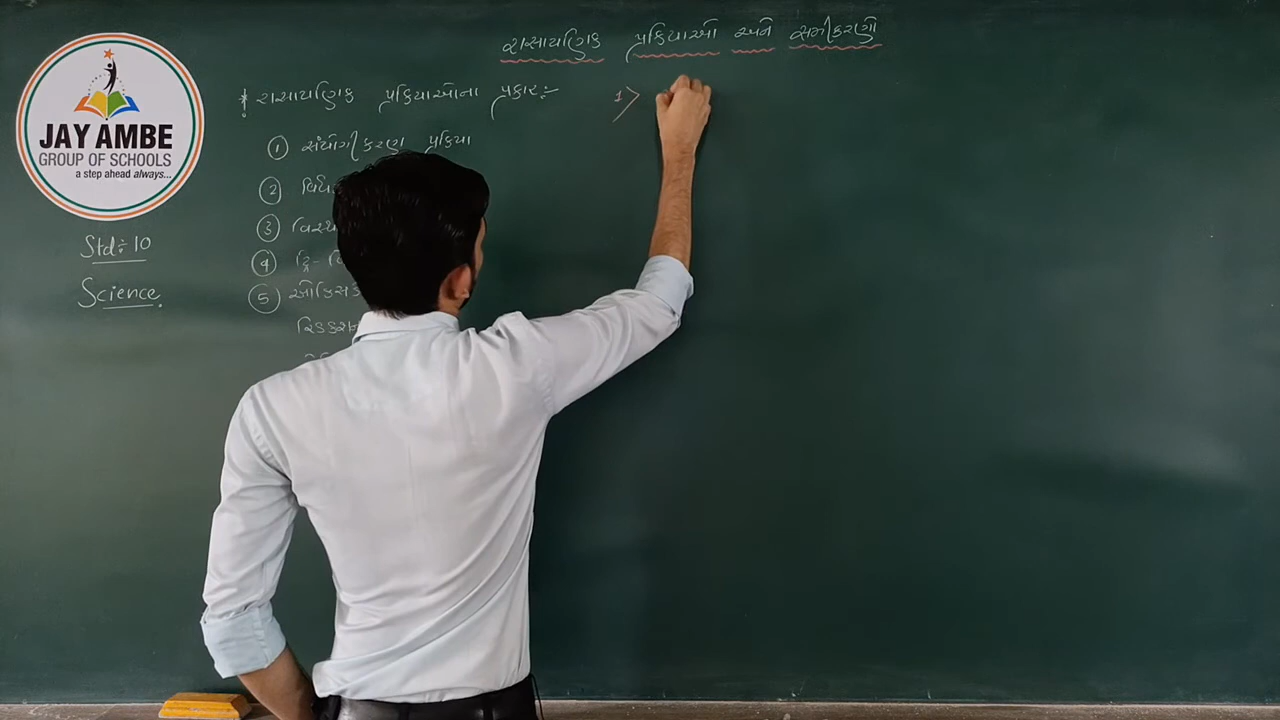 રાસાયણિક પ્રક્રિયાઓ અને સમીકરણો
JAY AMBE
GROUP OF SCHOOLS
a step ahead always...
* રાસાયણિક પ્રક્રિયાઓના પ્રકાર :-
1 સંયોગીકરણ પ્રક્રિયા
2
3
4 દ્વિ-
5 ઓક્સિડે
રિડક્શન
Std : 10
Science
1>